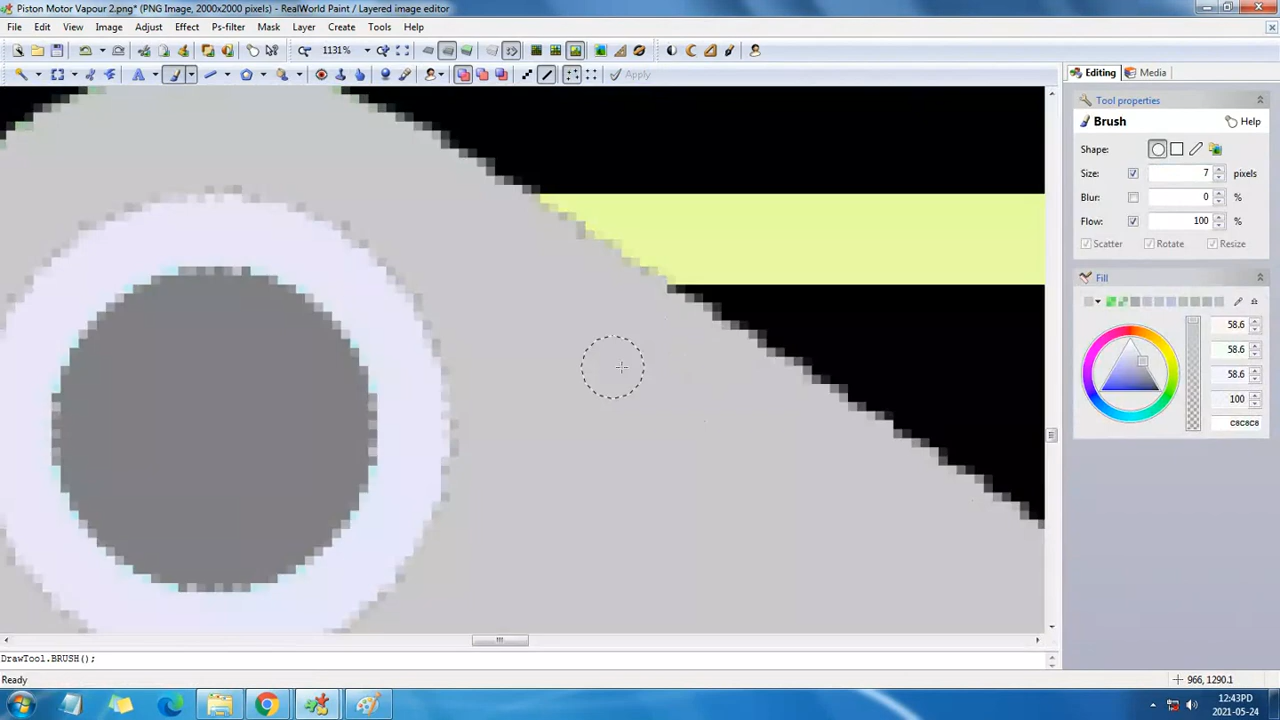 Piston Motor Vapour 2.png* (PNG Image, 2000x2000 pixels) - RealWorld Paint / Layered image editor
File Edit View Image Adjust Effect Ps-filter Mask Layer Create Tools Help
1131%
Apply
Editing Media
Tool properties
Brush Help
Shape:
Size: 7 pixels
Blur: 0 %
Flow: 100 %
Scatter Rotate Resize
Fill
58.6
58.6
58.6
100
C8C8C8
DrawTool.BRUSH();
Ready 966, 1290.1
12:43PD
2021-05-24